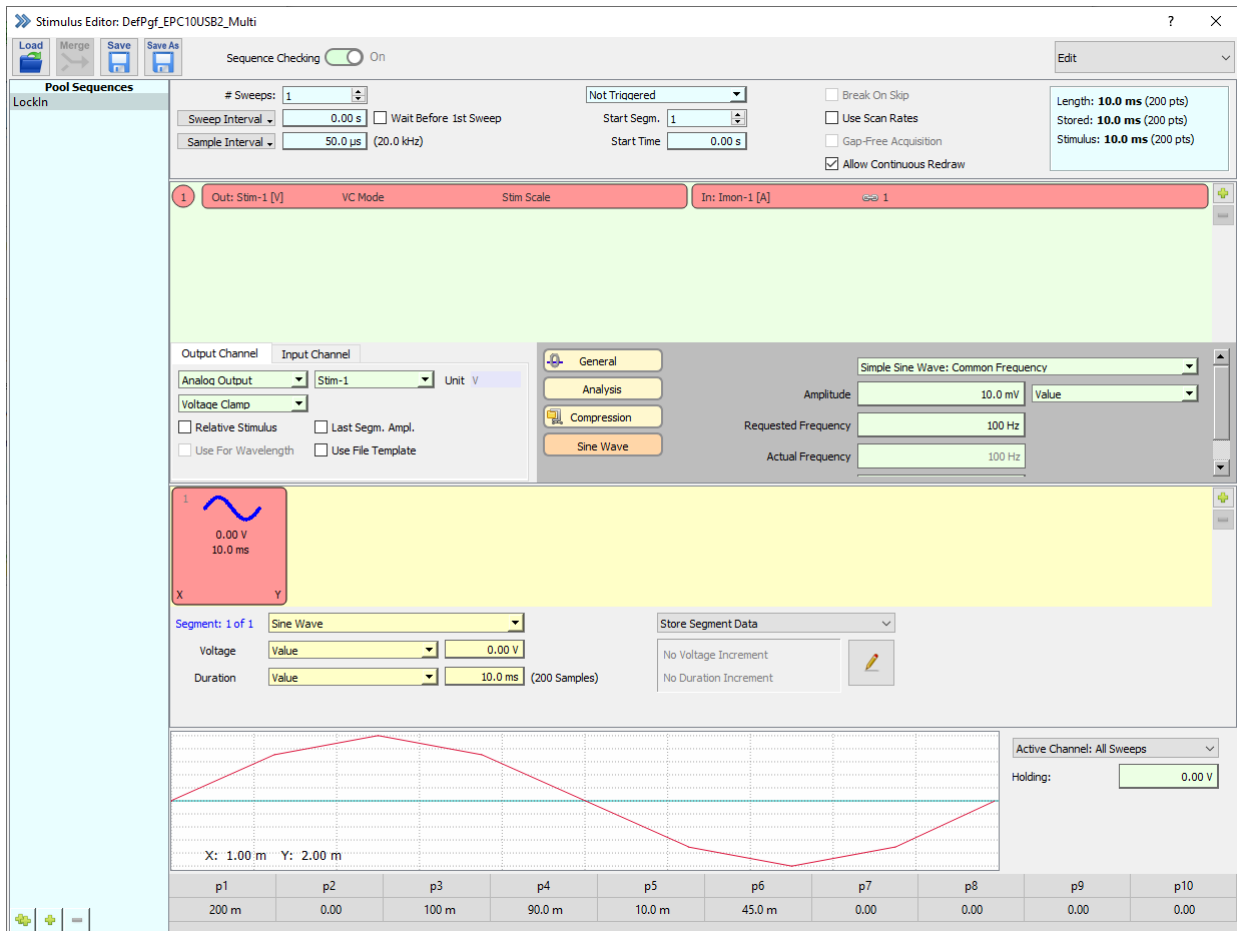 Stimulus Editor: DefPgf_EPC10USB2_Multi
?
Load Merge Save Save As
Sequence Checking On
Edit
Pool Sequences
LockIn
# Sweeps: 1
Not Triggered
Break On Skip
Sweep Interval 0.00 s Wait Before 1st Sweep
Start Segm. 1
Use Scan Rates
Sample Interval 50.0 µs (20.0 kHz)
Start Time 0.00 s
Gap-Free Acquisition
Allow Continuous Redraw
Length: 10.0 ms (200 pts)
Stored: 10.0 ms (200 pts)
Stimulus: 10.0 ms (200 pts)
1 Out: Stim-1 [V] VC Mode Stim Scale In: Imon-1 [A] 1
Output Channel Input Channel
Analog Output Stim-1 Unit V
Voltage Clamp
Relative Stimulus Last Segm. Ampl.
Use For Wavelength Use File Template
General
Analysis
Compression
Sine Wave
Simple Sine Wave: Common Frequency
Amplitude 10.0 mV Value
Requested Frequency 100 Hz
Actual Frequency 100 Hz
1
0.00 V
10.0 ms
X Y
Segment: 1 of 1 Sine Wave
Store Segment Data
Voltage Value 0.00 V
No Voltage Increment
Duration Value 10.0 ms (200 Samples)
No Duration Increment
Active Channel: All Sweeps
Holding: 0.00 V
X: 1.00 m Y: 2.00 m
p1 p2 p3 p4 p5 p6 p7 p8 p9 p10
200 m 0.00 100 m 90.0 m 10.0 m 45.0 m 0.00 0.00 0.00 0.00